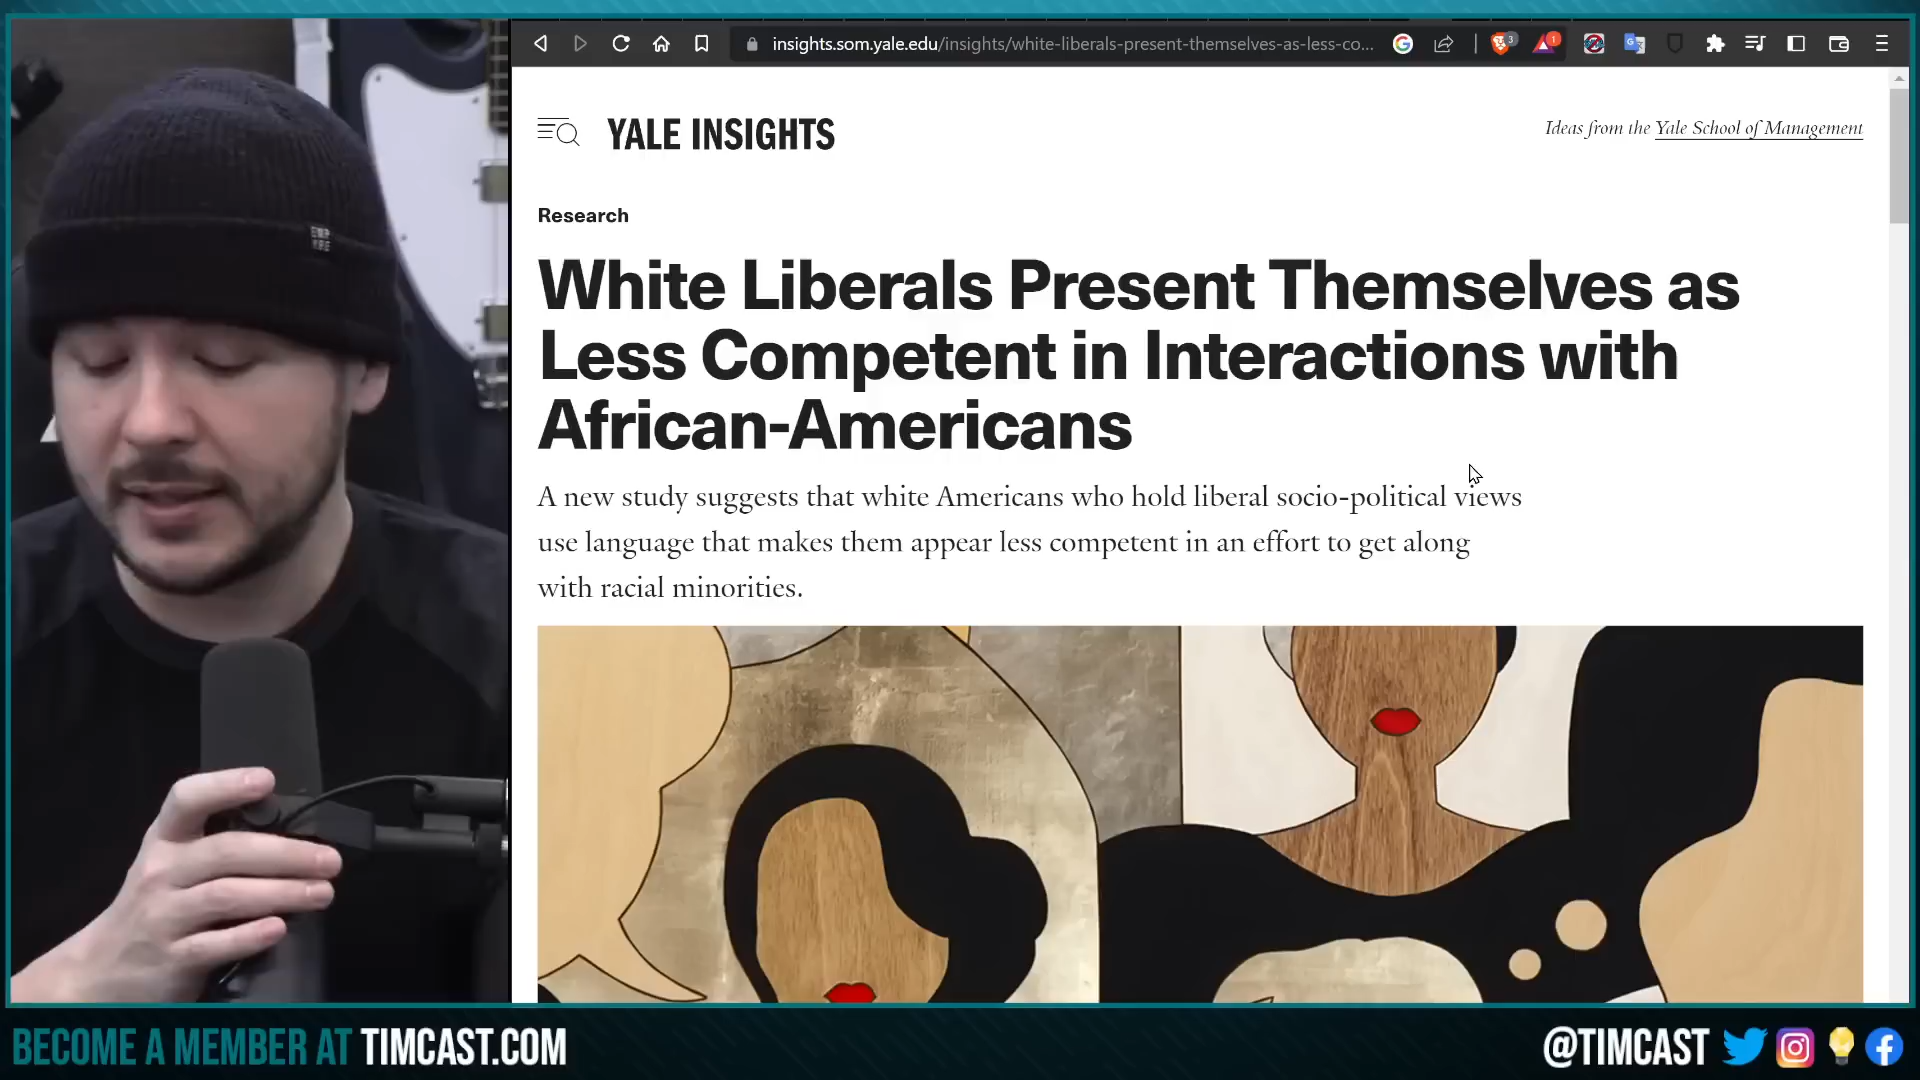 insights.som.yale.edu/insights/white-liberals-present-themselves-as-less-co...
3
1
YALE INSIGHTS
Ideas from the Yale School of Management
Research
White Liberals Present Themselves as
Less Competent in Interactions with
African-Americans
A new study suggests that white Americans who hold liberal socio-political views
use language that makes them appear less competent in an effort to get along
with racial minorities.
BECOME A MEMBER AT TIMCAST.COM
@TIMCAST